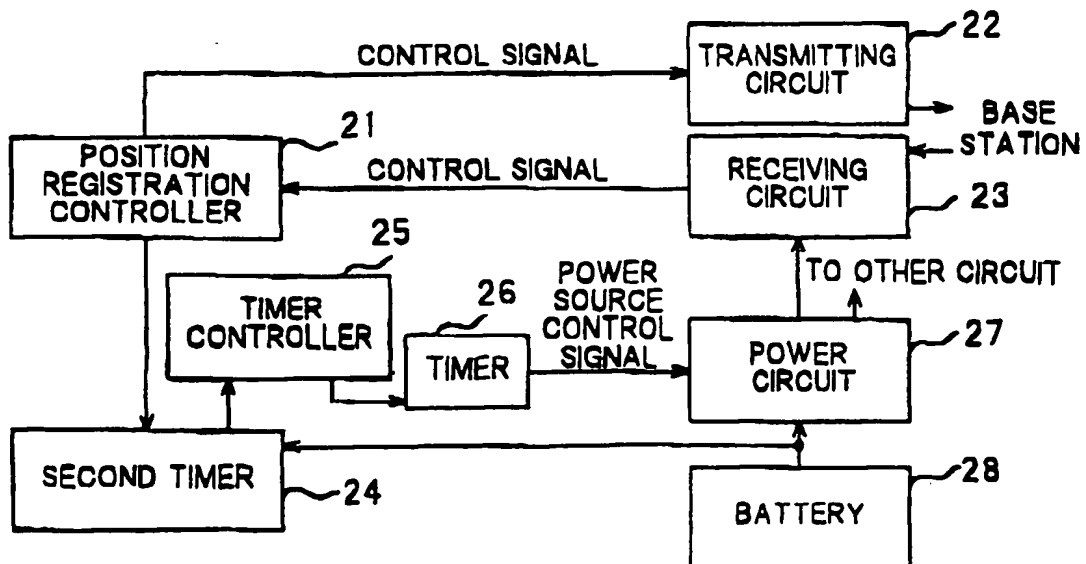 22
TRANSMITTING
CIRCUIT
CONTROL SIGNAL
BASE
STATION
21
POSITION
REGISTRATION
CONTROLLER
CONTROL SIGNAL
RECEIVING
CIRCUIT
23
25
TIMER
CONTROLLER
26
TIMER
POWER
SOURCE
CONTROL
SIGNAL
TO OTHER CIRCUIT
27
POWER
CIRCUIT
SECOND TIMER
24
28
BATTERY